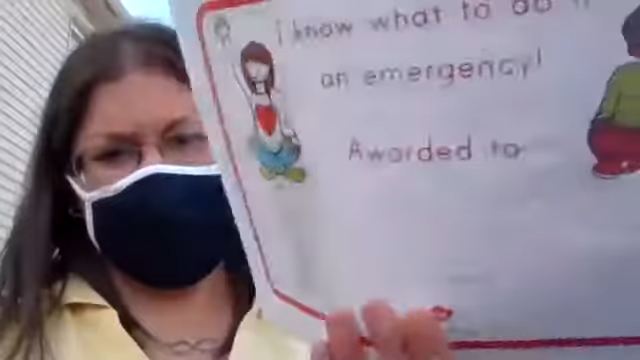 I know what to do i
an emergency!
Awarded to